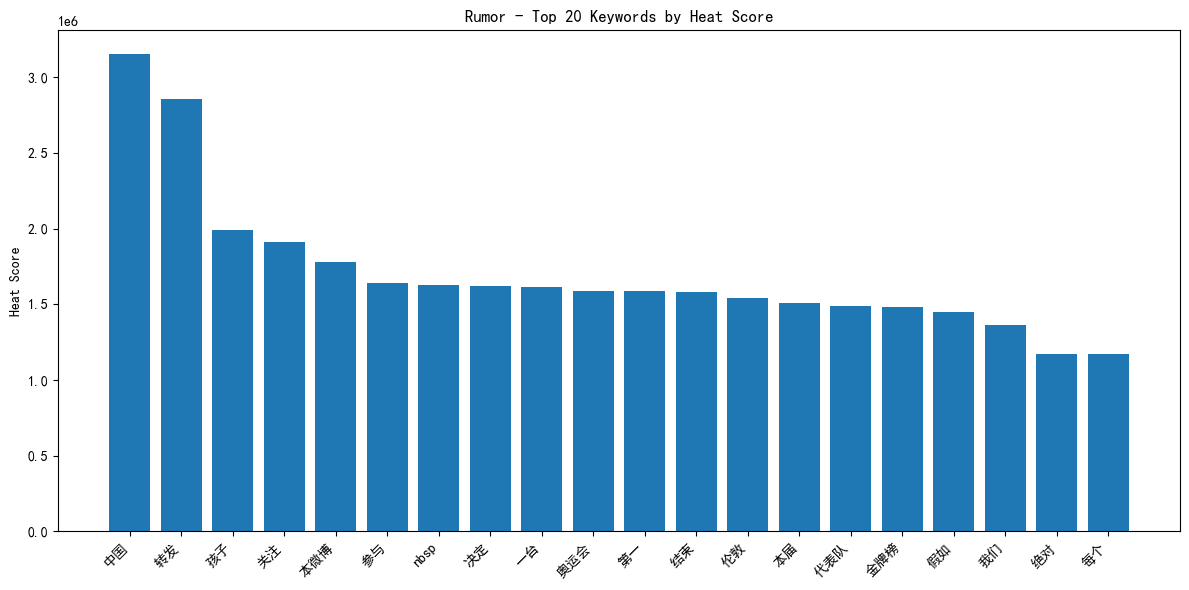 Rumor - Top 20 Keywords by Heat Score
1e6
Heat Score
3.0
2.5
2.0
1.5
1.0
0.5
0.0
中国
转发
孩子
关注
本微博
参与
nbsp
决定
一台
奥运会
第一
结束
伦敦
本届
代表队
金牌榜
假如
我们
绝对
每个